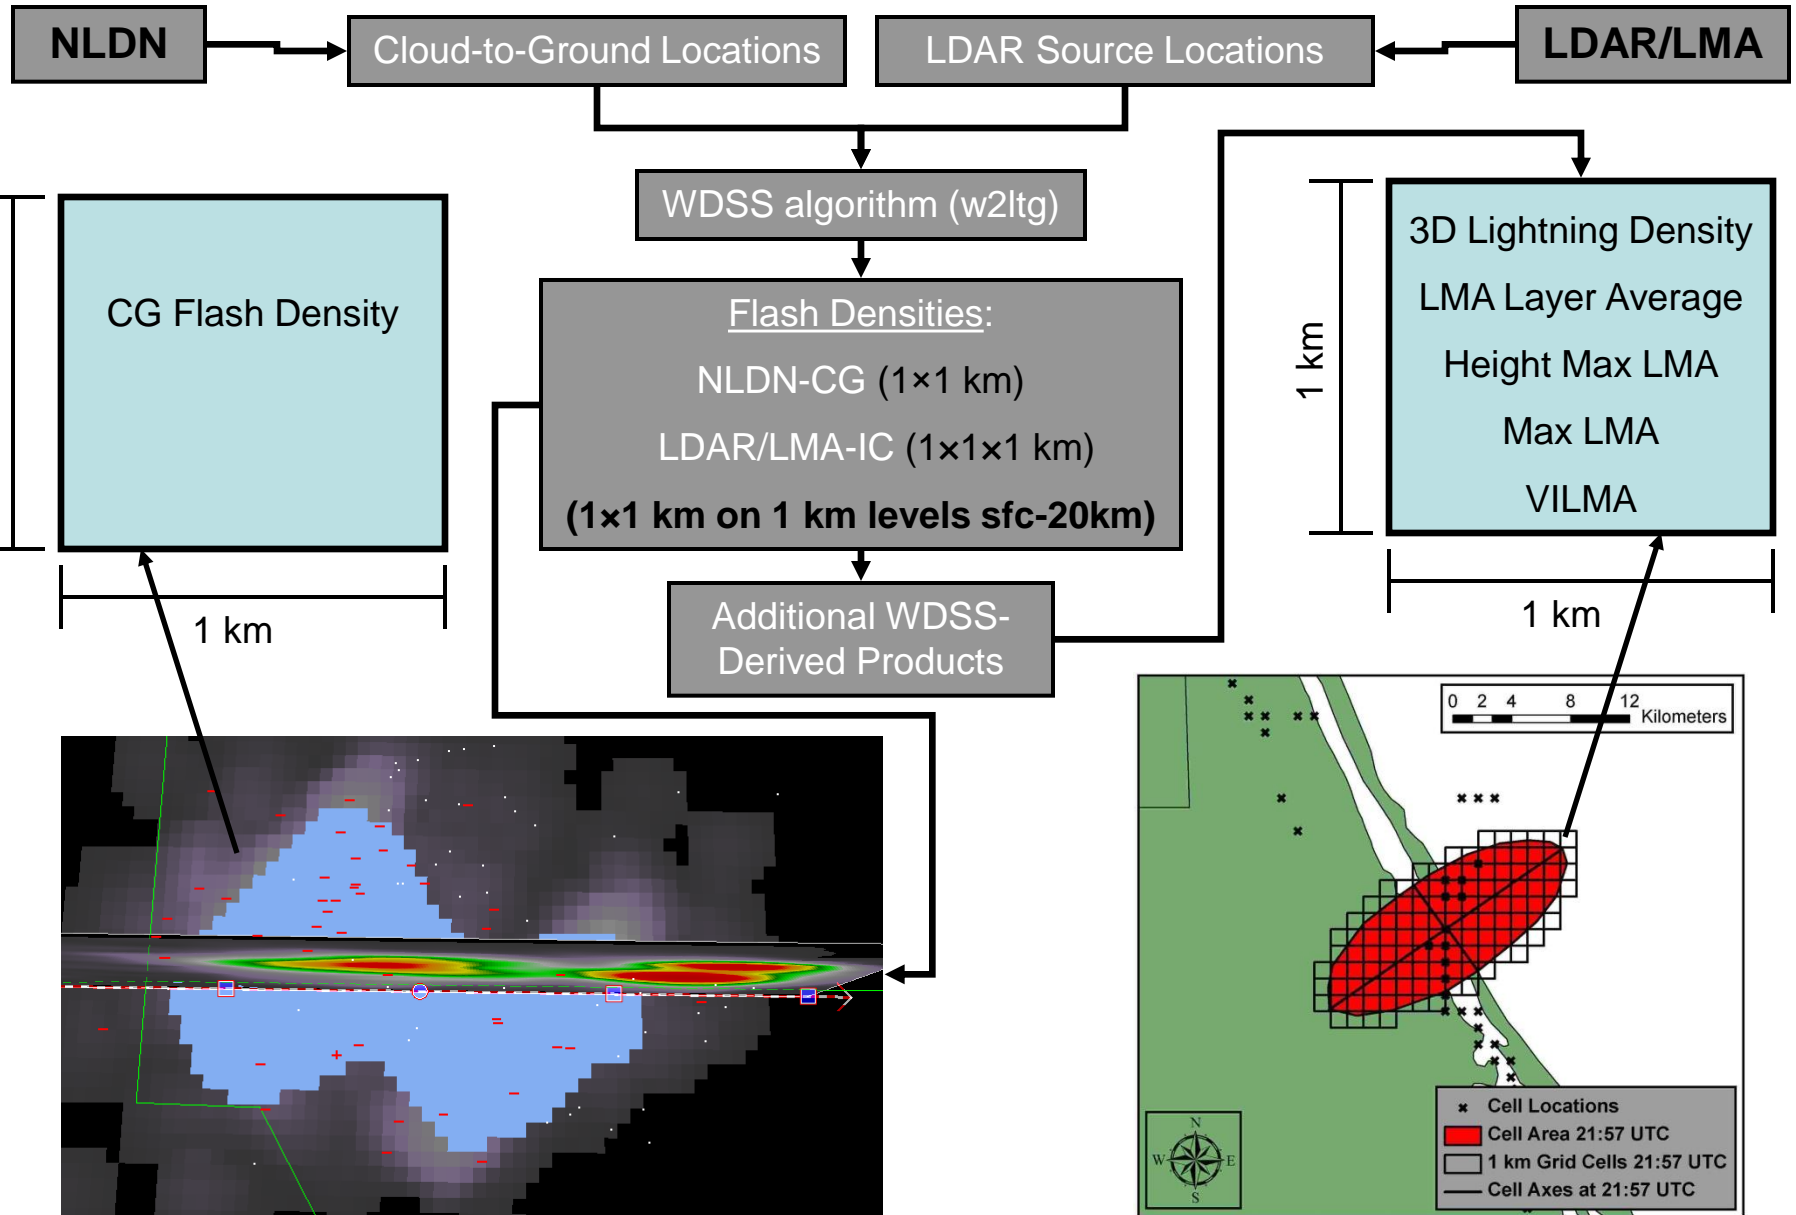 NLDN
Cloud-to-Ground Locations
LDAR Source Locations
LDAR/LMA
WDSS algorithm (w2ltg)
CG Flash Density
1 km
Flash Densities:
NLDN-CG (1×1 km)
LDAR/LMA-IC (1×1×1 km)
(1×1 km on 1 km levels sfc-20km)
Additional WDSS-
Derived Products
3D Lightning Density
LMA Layer Average
Height Max LMA
Max LMA
VILMA
1 km
1 km
0 2 4 8 12
Kilometers
N
W E
S
Cell Locations
Cell Area 21:57 UTC
1 km Grid Cells 21:57 UTC
Cell Axes at 21:57 UTC